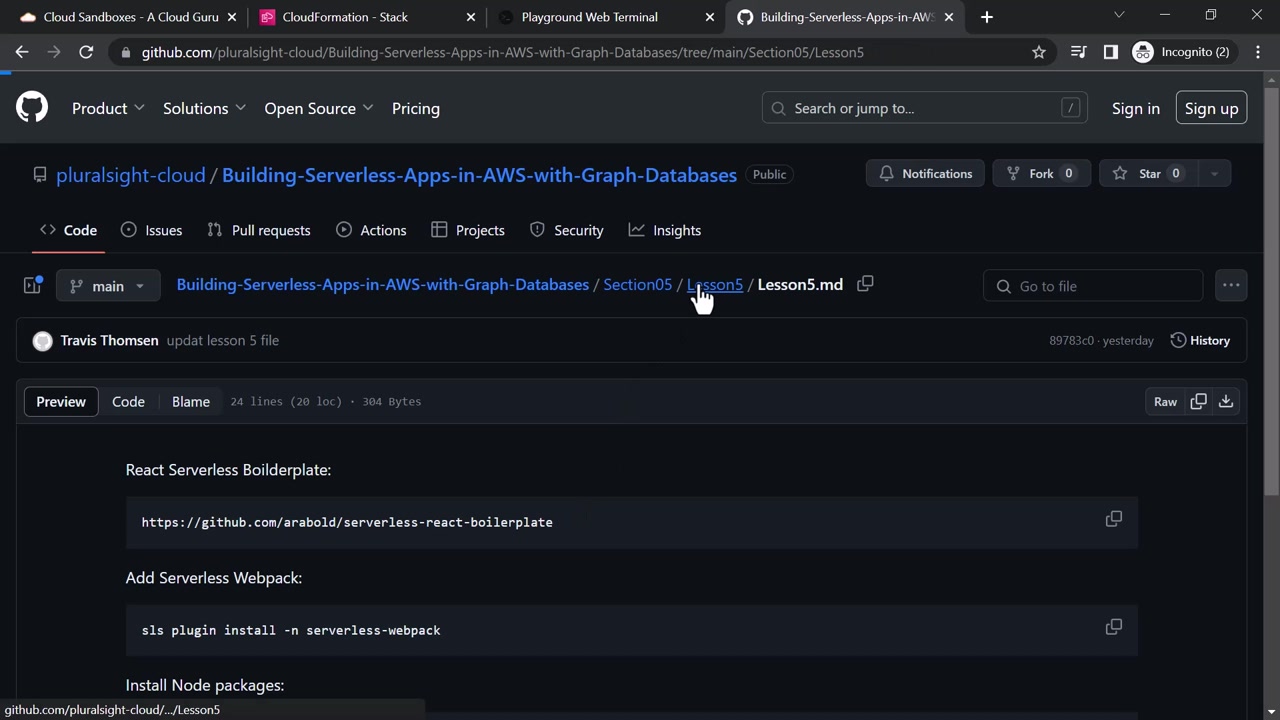 Cloud Sandboxes - A Cloud Guru
CloudFormation - Stack
Playground Web Terminal
Building-Serverless-Apps-in-AWS
github.com/pluralsight-cloud/Building-Serverless-Apps-in-AWS-with-Graph-Databases/tree/main/Section05/Lesson5
Incognito (2)
Product
Solutions
Open Source
Pricing
Search or jump to...
/
Sign in
Sign up
pluralsight-cloud / Building-Serverless-Apps-in-AWS-with-Graph-Databases
Public
Notifications
Fork 0
Star 0
Code
Issues
Pull requests
Actions
Projects
Security
Insights
main
Building-Serverless-Apps-in-AWS-with-Graph-Databases / Section05 / Lesson5 / Lesson5.md
Go to file
Travis Thomsen updat lesson 5 file
89783c0 · yesterday
History
Preview
Code
Blame
24 lines (20 loc) · 304 Bytes
Raw
React Serverless Boilderplate:
https://github.com/arabold/serverless-react-boilerplate
Add Serverless Webpack:
sls plugin install -n serverless-webpack
Install Node packages:
github.com/pluralsight-cloud/.../Lesson5